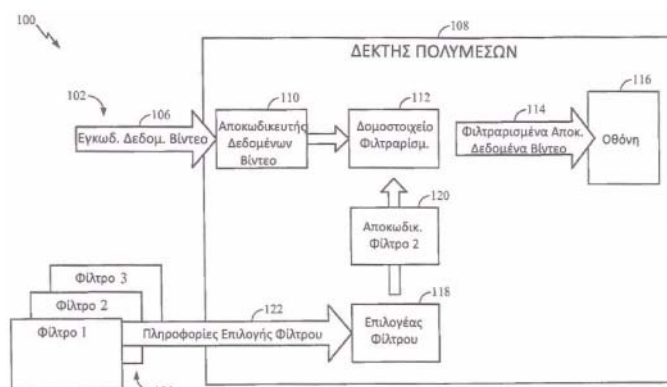 100
108
ΔΕΚΤΗΣ ΠΟΛΥΜΕΣΩΝ
102
106
Εγκωδ. Δεδομ. Βίντεο
110
Αποκωδικευτής
Δεδομένων
Βίντεο
112
Δομοστοιχείο
Φιλτραρίσμ.
114
Φιλτραρισμένα Αποκ.
Δεδομένα Βίντεο
116
Οθόνη
120
Αποκωδικ.
Φίλτρο 2
Φίλτρο 3
Φίλτρο 2
Φίλτρο 1
122
Πληροφορίες Επιλογής Φίλτρου
118
Επιλογέας
Φίλτρου